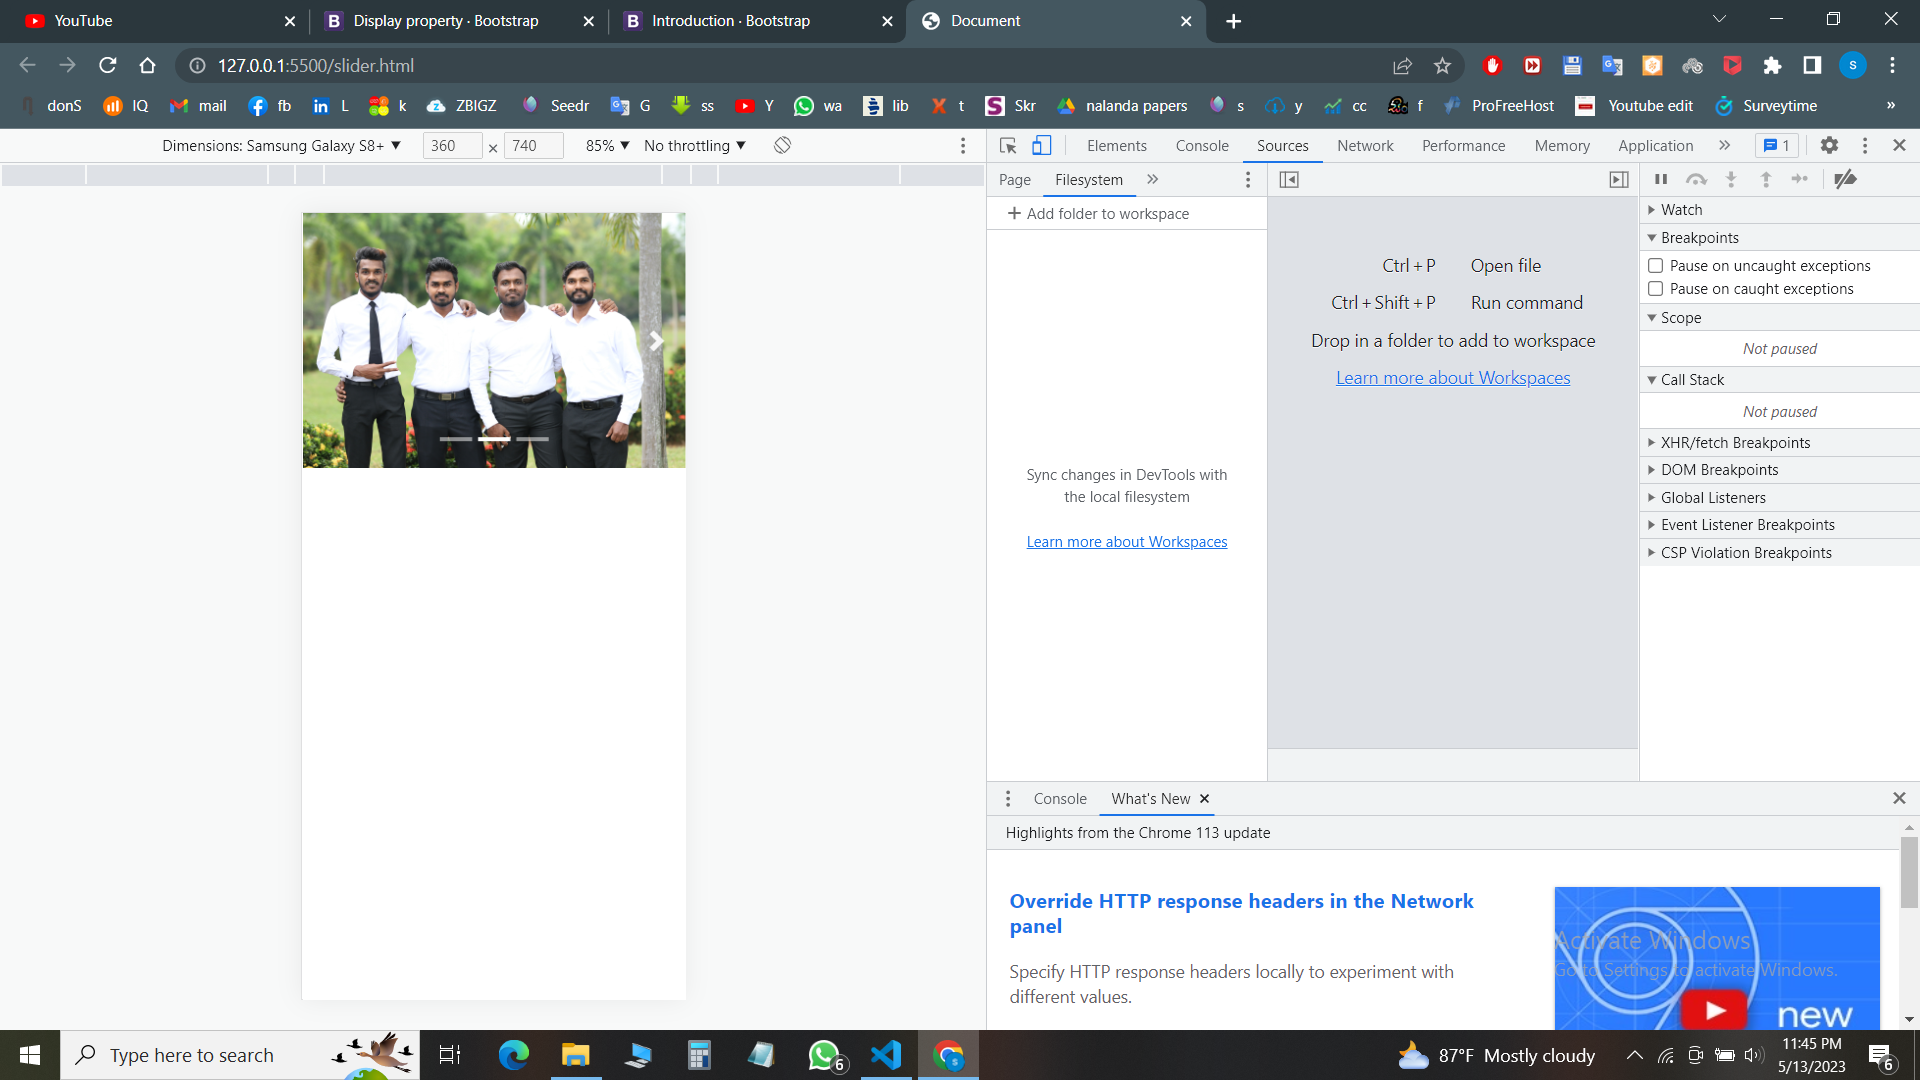 YouTube
Display property · Bootstrap
Introduction · Bootstrap
Document
127.0.0.1:5500/slider.html
S
donS
IQ
mail
fb
L
k
ZBIGZ
Seedr
G
ss
Y
wa
lib
t
Skr
nalanda papers
s
y
cc
f
ProFreeHost
Youtube edit
Surveytime
»
Dimensions: Samsung Galaxy S8+ ▼
360 × 740
85% ▼
No throttling ▼
Elements
Console
Sources
Network
Performance
Memory
Application
»
1
Page
Filesystem
»
+ Add folder to workspace
Sync changes in DevTools with
the local filesystem
Learn more about Workspaces
Ctrl + P Open file
Ctrl + Shift + P Run command
Drop in a folder to add to workspace
Learn more about Workspaces
Watch
Breakpoints
Pause on uncaught exceptions
Pause on caught exceptions
Scope
Not paused
Call Stack
Not paused
XHR/fetch Breakpoints
DOM Breakpoints
Global Listeners
Event Listener Breakpoints
CSP Violation Breakpoints
Console
What's New
Highlights from the Chrome 113 update
Override HTTP response headers in the Network
panel
Specify HTTP response headers locally to experiment with
different values.
Activate Windows
Go to Settings to activate Windows.
new
Type here to search
6
87°F Mostly cloudy
11:45 PM
5/13/2023
6